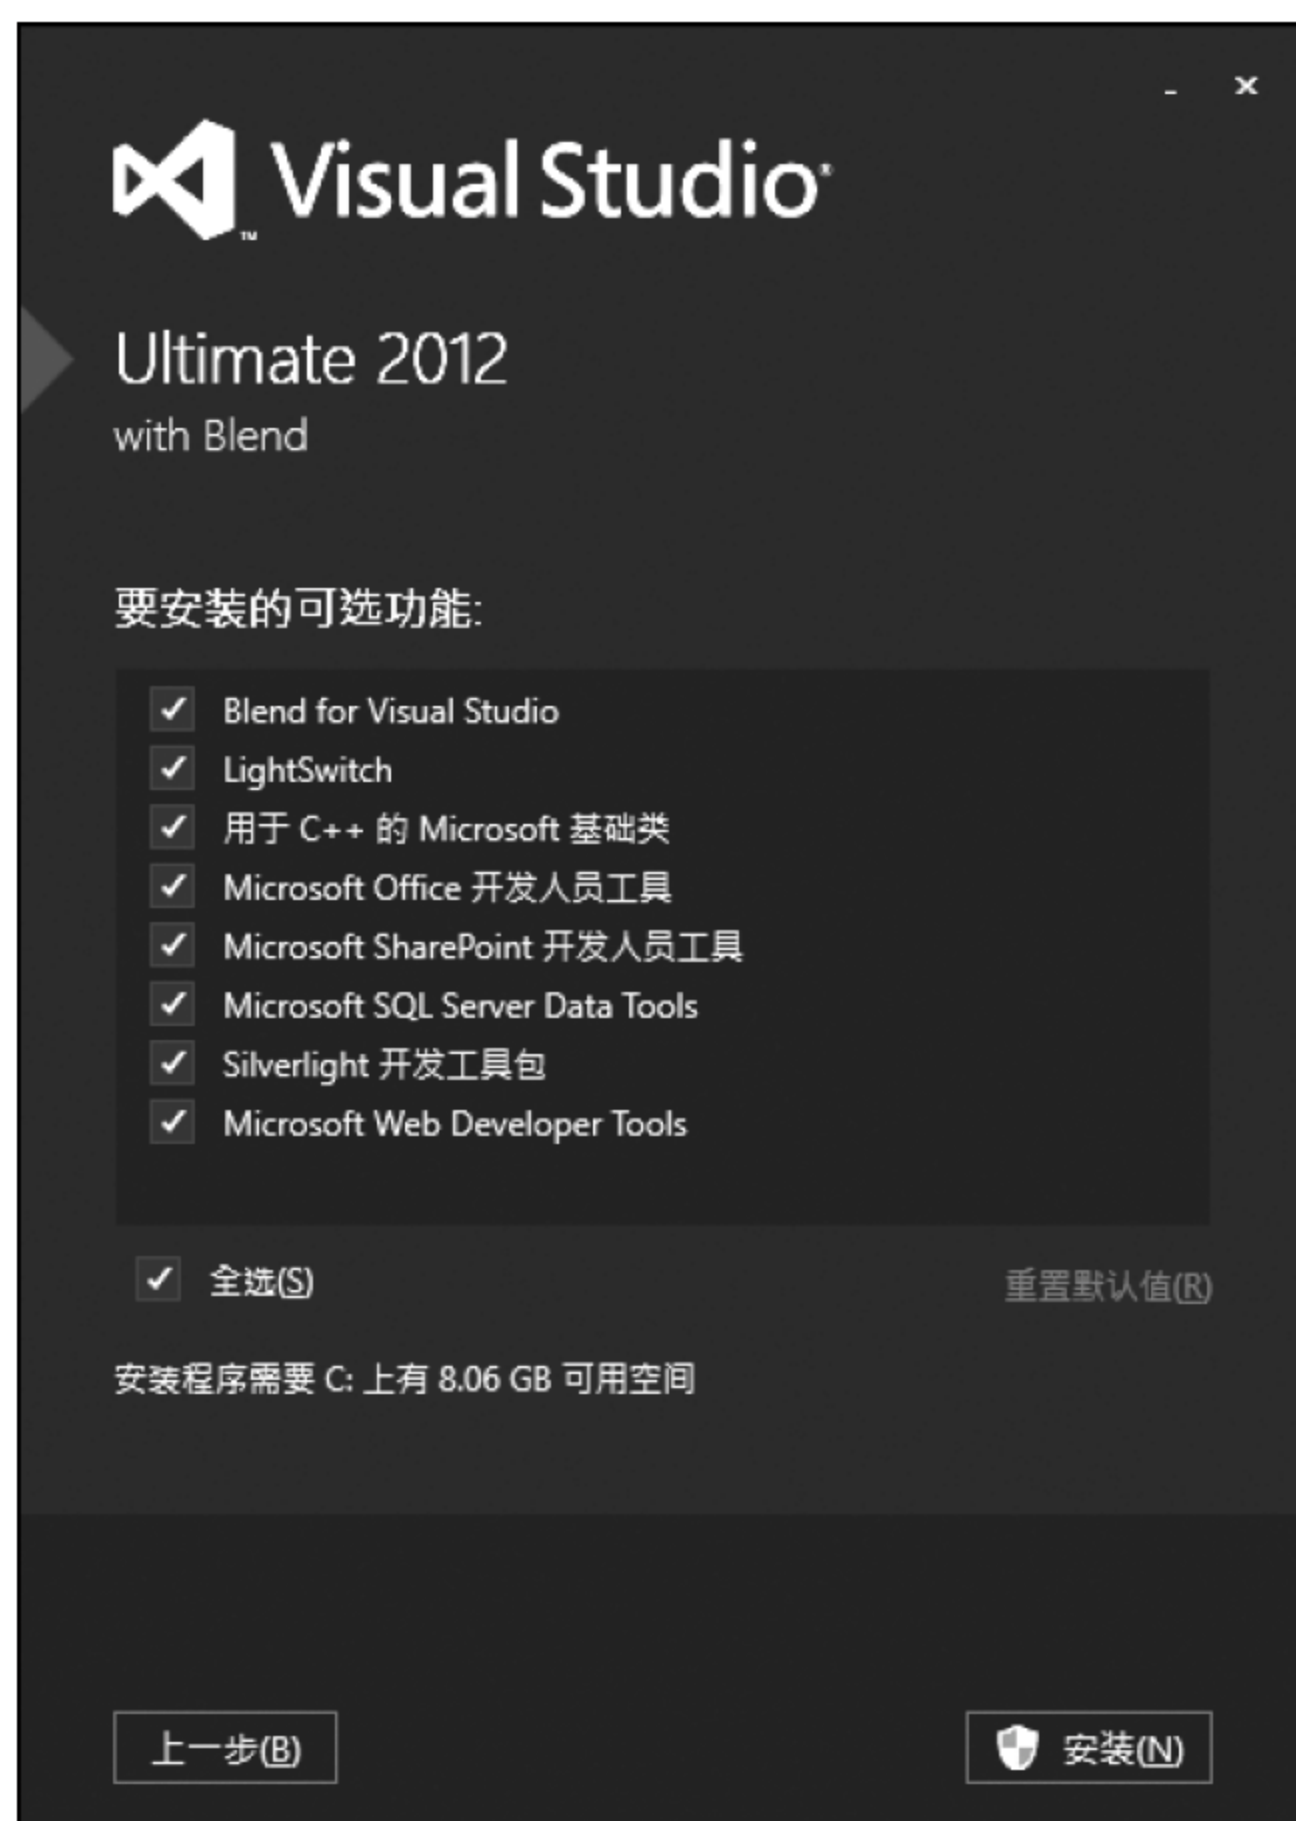 Visual Studio
Ultimate 2012
with Blend
要安装的可选功能:
Blend for Visual Studio
LightSwitch
用于 C++ 的 Microsoft 基础类
Microsoft Office 开发人员工具
Microsoft SharePoint 开发人员工具
Microsoft SQL Server Data Tools
Silverlight 开发工具包
Microsoft Web Developer Tools
全选(S) 重置默认值(R)
安装程序需要 C: 上有 8.06 GB 可用空间
上一步(B) 安装(N)